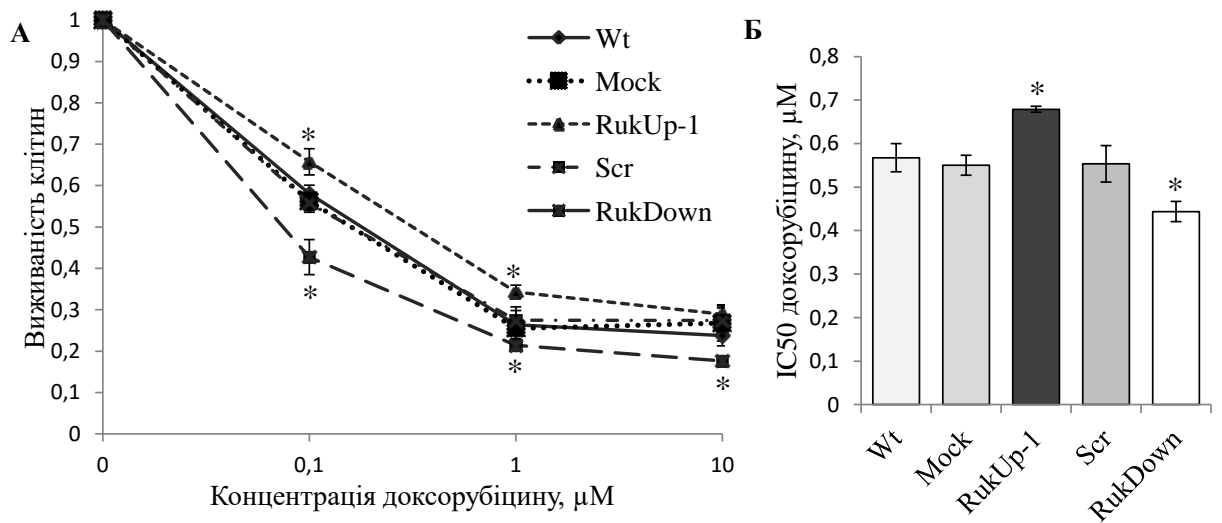 А
Виживаність клітин
1
0,9
0,8
0,7
0,6
0,5
0,4
0,3
0,2
0,1
0
0
0,1
1
10
Концентрація доксорубіцину, µМ
Wt
Mock
RukUp-1
Scr
RukDown
*
*
*
*
*
Б
IC50 доксорубіцину, µМ
0,8
0,7
0,6
0,5
0,4
0,3
0,2
0,1
0
*
*
Wt
Mock
RukUp-1
Scr
RukDown